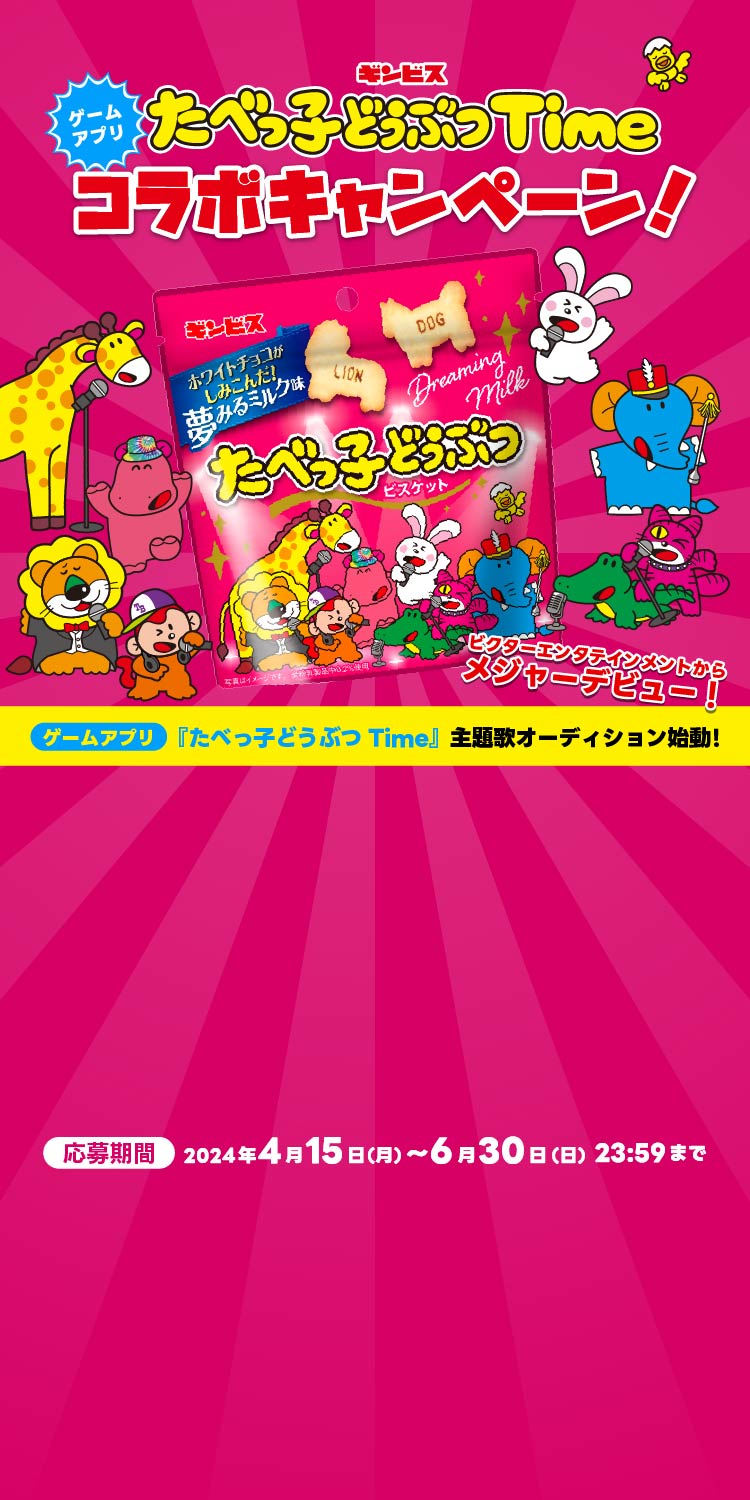 ギンビス
ゲーム
アプリ
たべっ子どうぶつTime
コラボキャンペーン!
ギンビス
ホワイトチョコが
しみこんだ!
夢みるミルク味
LION
DOG
Dreaming
Milk
たべっ子どうぶつ
ビスケット
TB
ビクターエンタテインメントから
メジャーデビュー!
ゲームアプリ 『たべっ子どうぶつ Time』 主題歌オーディション始動!
応募期間 2024年4月15日(月)~6月30日(日) 23:59まで